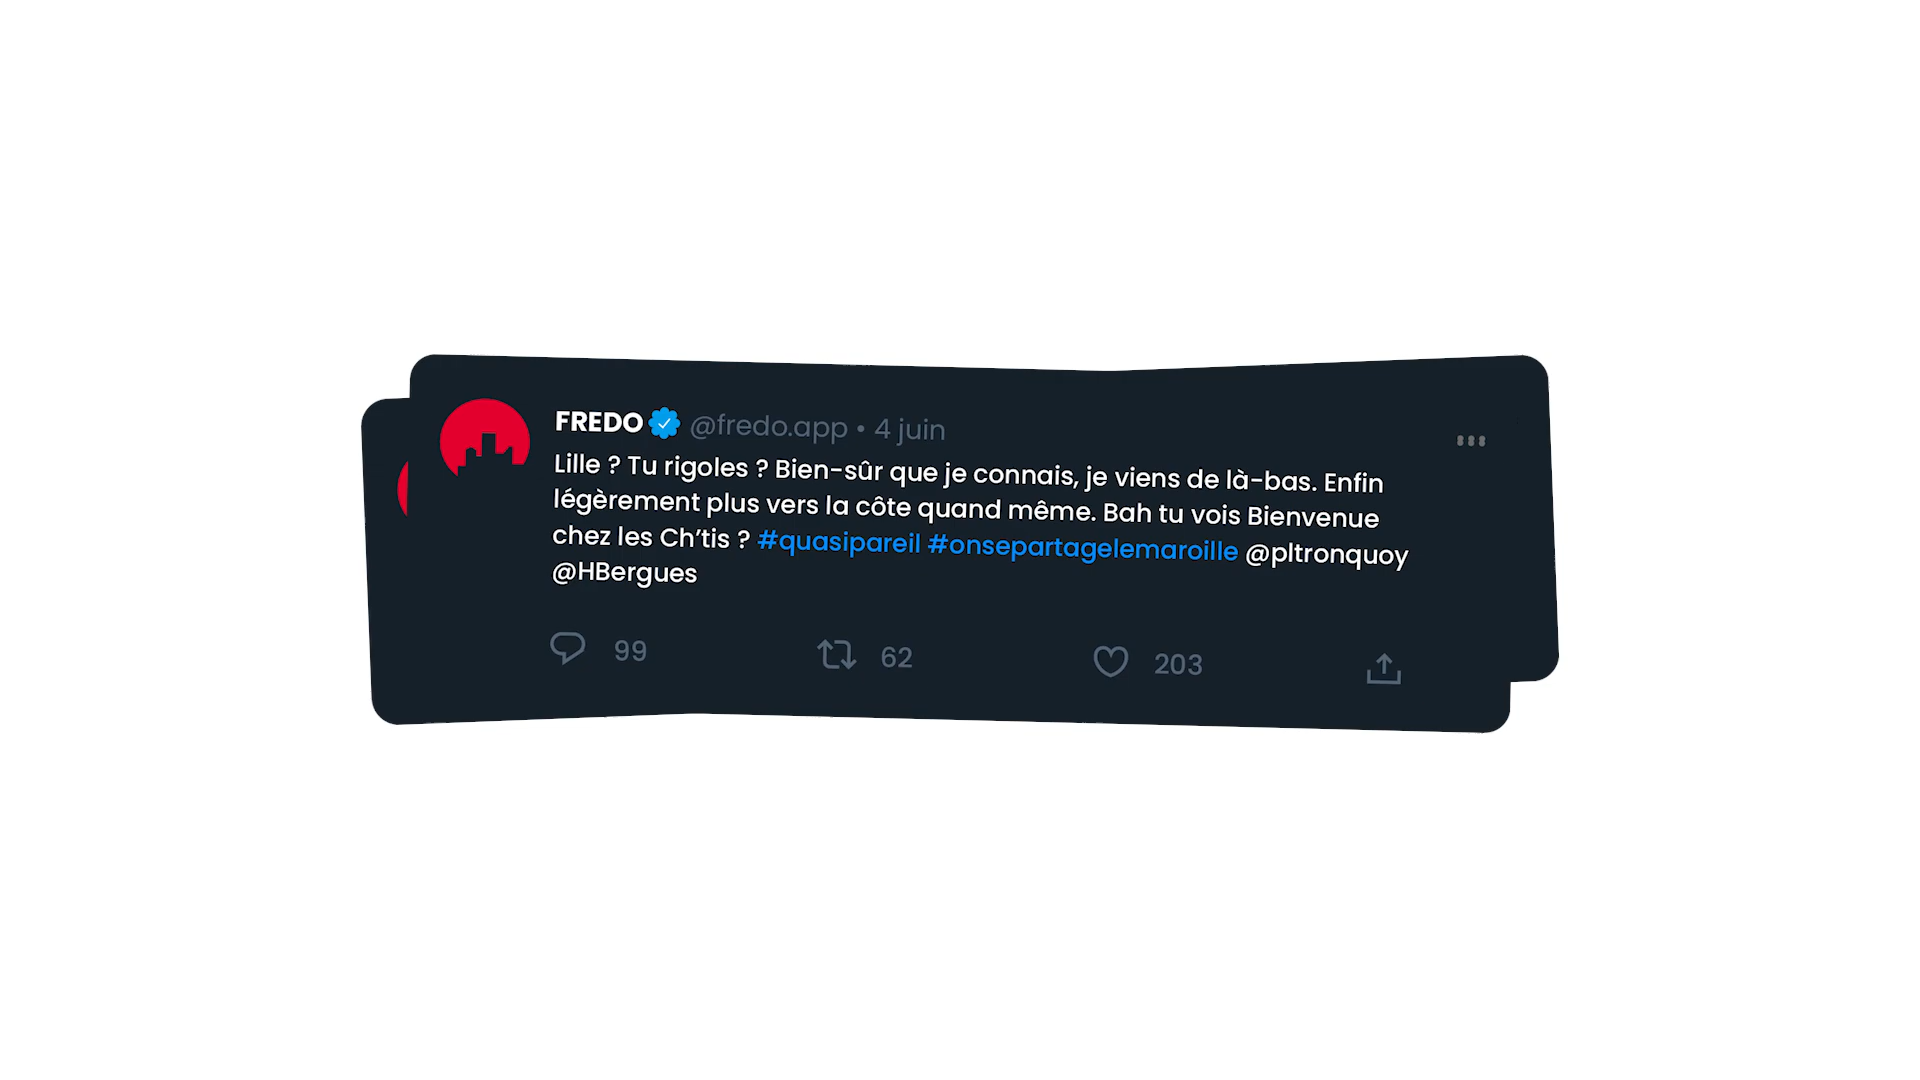 FREDO @fredo.app • 4 juin
Lille ? Tu rigoles ? Bien-sûr que je connais, je viens de là-bas. Enfin
légèrement plus vers la côte quand même. Bah tu vois Bienvenue
chez les Ch’tis ? #quasipareil #onsepartagelemaroille @pltronquoy
@HBergues
99 62 203